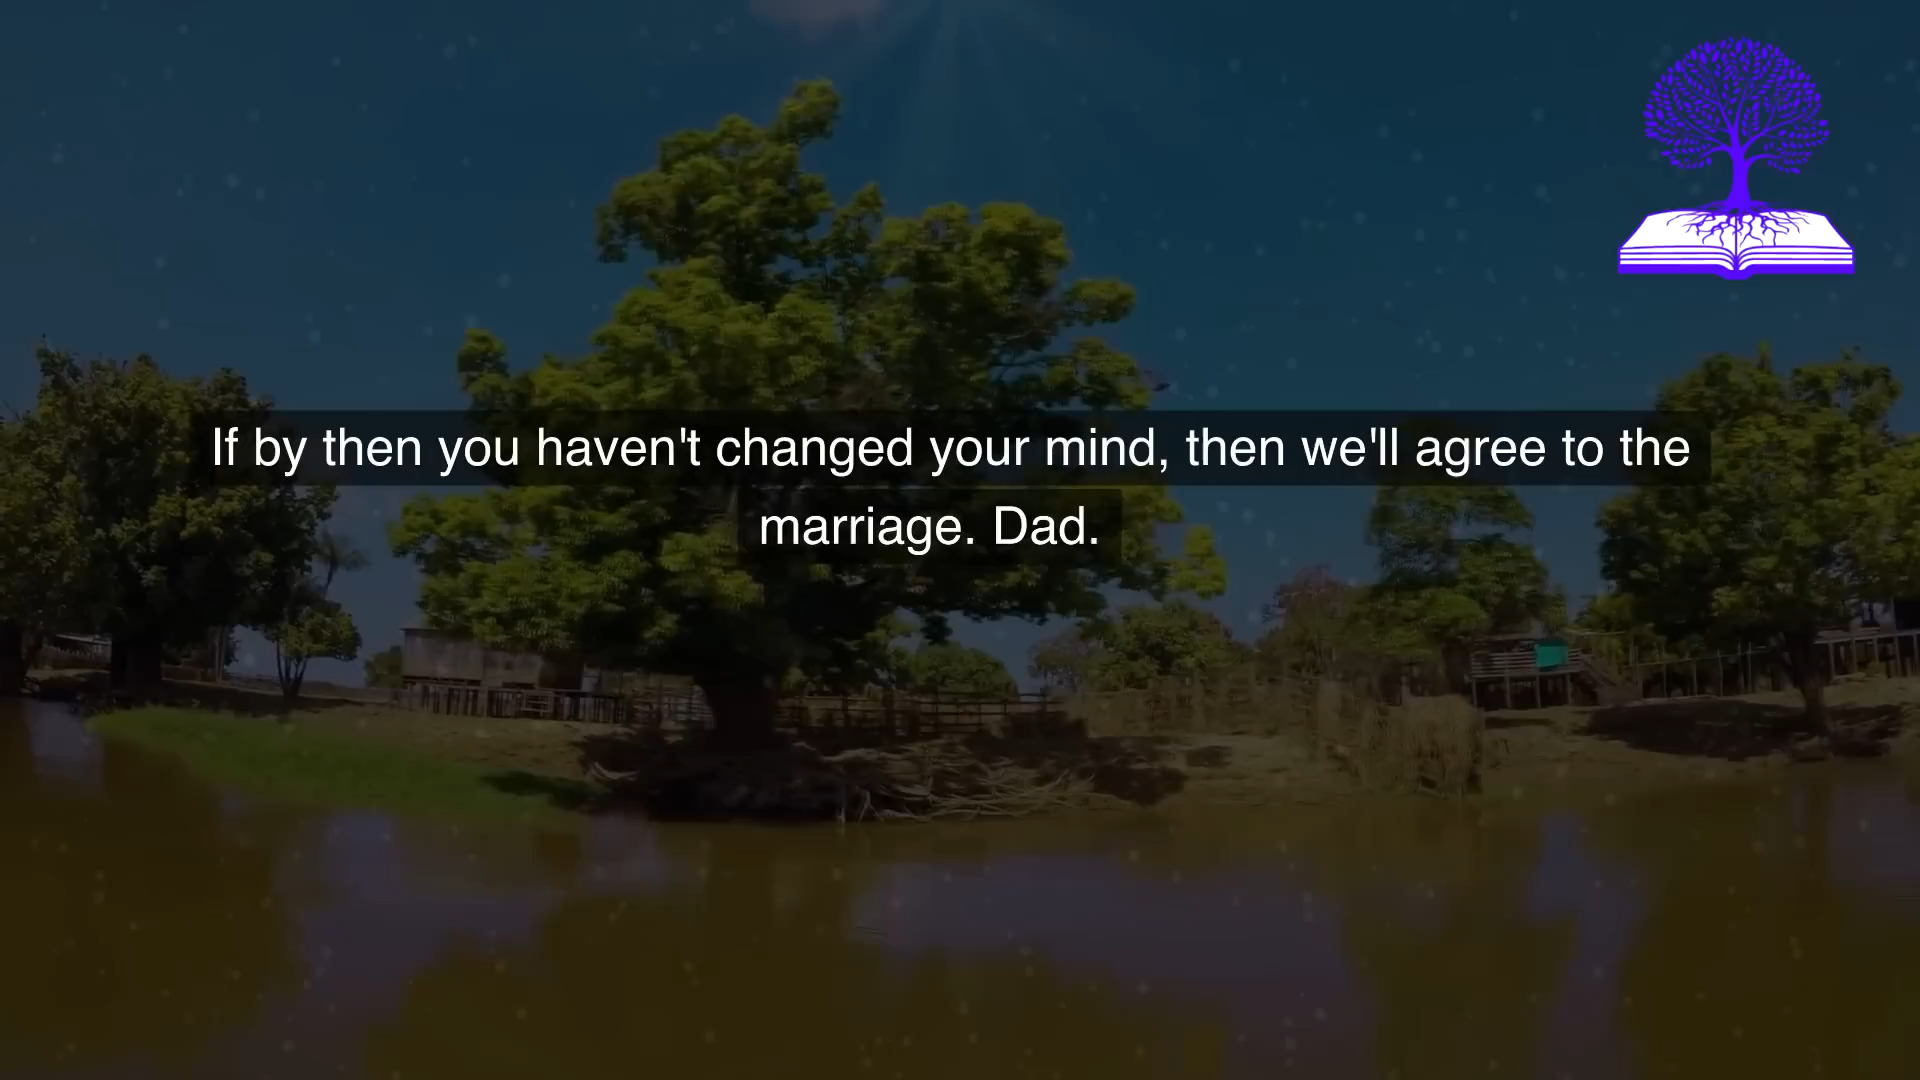 If by then you haven't changed your mind, then we'll agree to the
marriage. Dad.